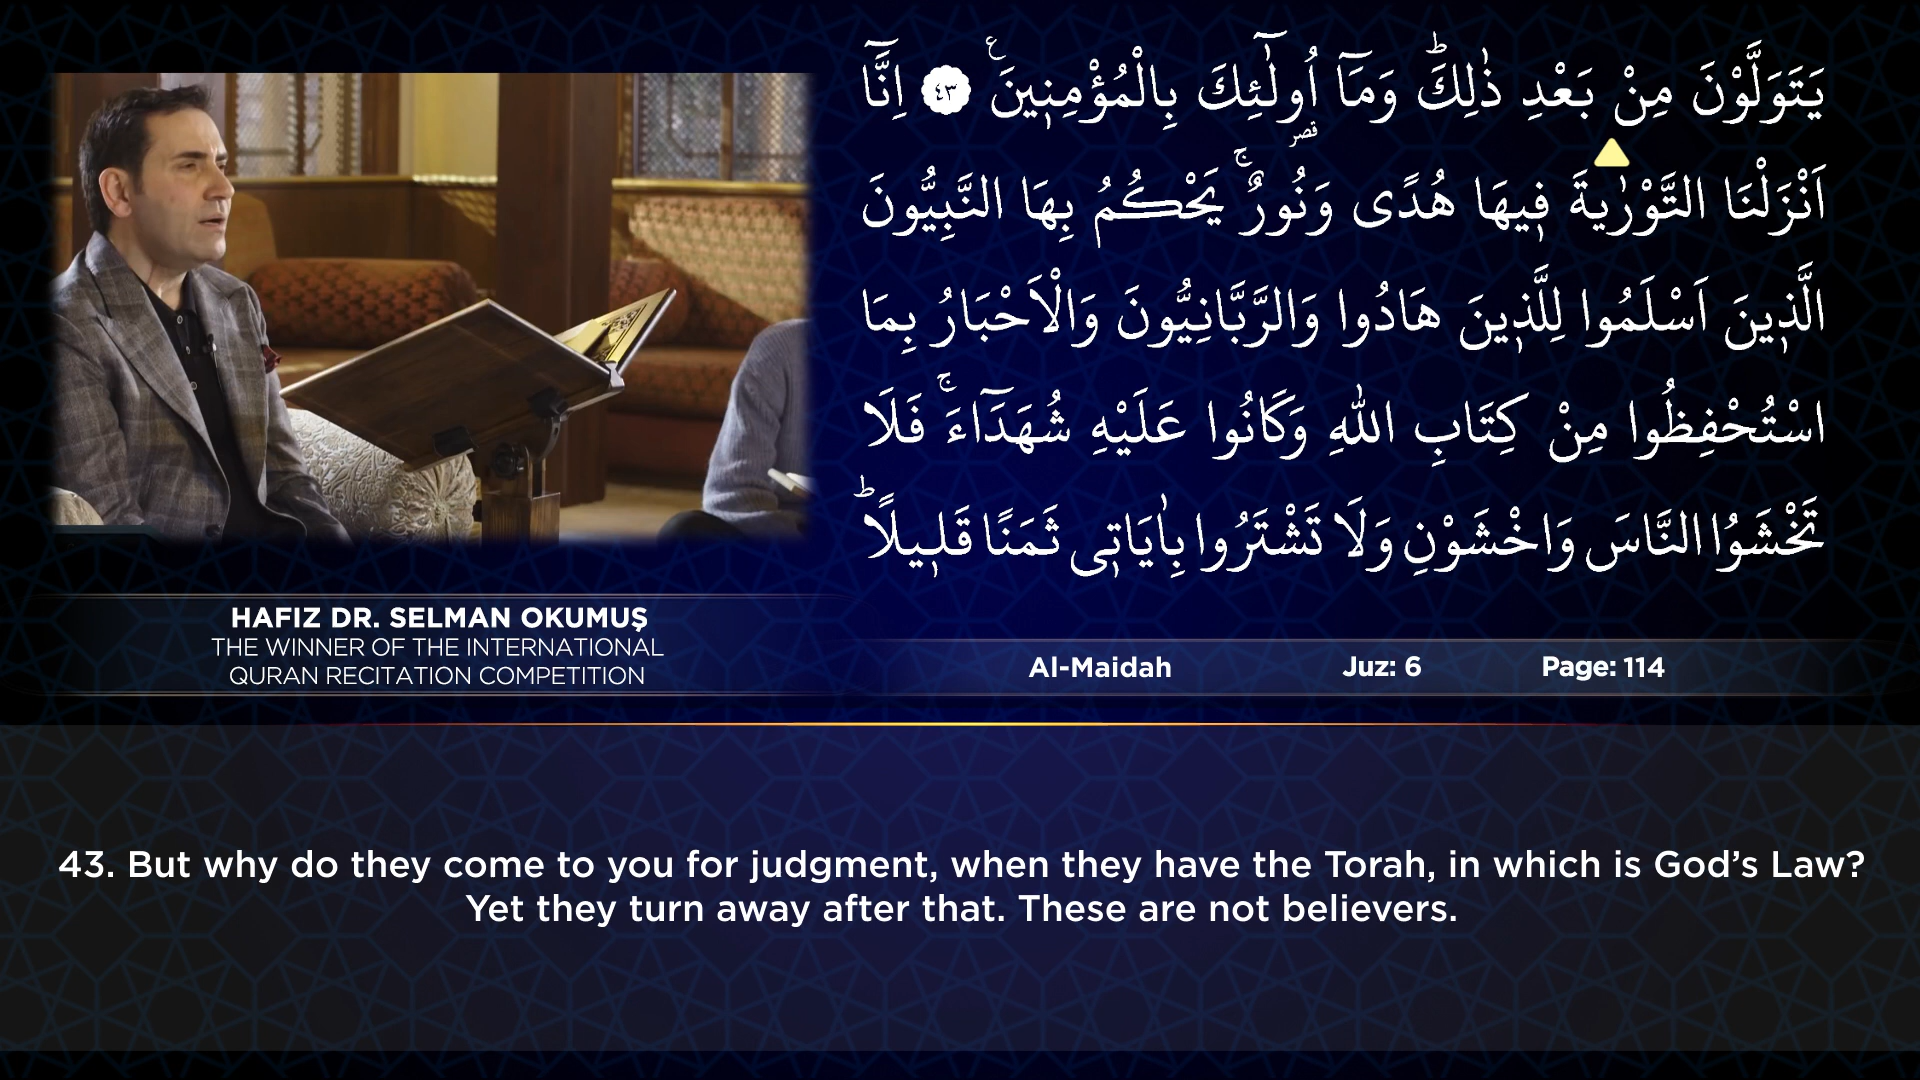 يَتَوَلَّوْنَ مِنْ بَعْدِ ذٰلِكَۜ وَمَٓا اُو۬لٰٓئِكَ بِالْمُؤْمِن۪ينَ۟ ﴿٤٣﴾ اِنَّٓا
اَنْزَلْنَا التَّوْرٰيةَ ف۪يهَا هُدًى وَنُورٌۚ يَحْكُمُ بِهَا النَّبِيُّونَ
قصر
الَّذ۪ينَ اَسْلَمُوا لِلَّذ۪ينَ هَادُوا وَالرَّبَّانِيُّونَ وَالْاَحْبَارُ بِمَا
اسْتُحْفِظُوا مِنْ كِتَابِ اللّٰهِ وَكَانُوا عَلَيْهِ شُهَدَٓاءَۚ فَلَا
تَخْشَوُا النَّاسَ وَاخْشَوْنِ وَلَا تَشْتَرُوا بِاٰيَات۪ي ثَمَنًا قَل۪يلًاۜ
HAFIZ DR. SELMAN OKUMUŞ
THE WINNER OF THE INTERNATIONAL
QURAN RECITATION COMPETITION
Al-Maidah Juz: 6 Page: 114
43. But why do they come to you for judgment, when they have the Torah, in which is God’s Law?
Yet they turn away after that. These are not believers.